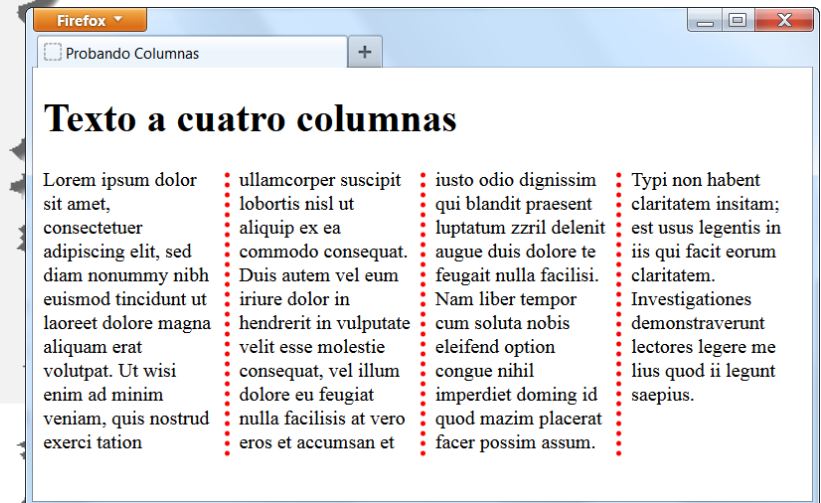 Firefox
Probando Columnas
Texto a cuatro columnas
Lorem ipsum dolor
sit amet,
consectetuer
adipiscing elit, sed
diam nonummy nibh
euismod tincidunt ut
laoreet dolore magna
aliquam erat
volutpat. Ut wisi
enim ad minim
veniam, quis nostrud
exerci tation
ullamcorper suscipit
lobortis nisl ut
aliquip ex ea
commodo consequat.
Duis autem vel eum
iriure dolor in
hendrerit in vulputate
velit esse molestie
consequat, vel illum
dolore eu feugiat
nulla facilisis at vero
eros et accumsan et
iusto odio dignissim
qui blandit praesent
luptatum zzril delenit
augue duis dolore te
feugait nulla facilisi.
Nam liber tempor
cum soluta nobis
eleifend option
congue nihil
imperdiet doming id
quod mazim placerat
facer possim assum.
Typi non habent
claritatem insitam;
est usus legentis in
iis qui facit eorum
claritatem.
Investigationes
demonstraverunt
lectores legere me
lius quod ii legunt
saepius.